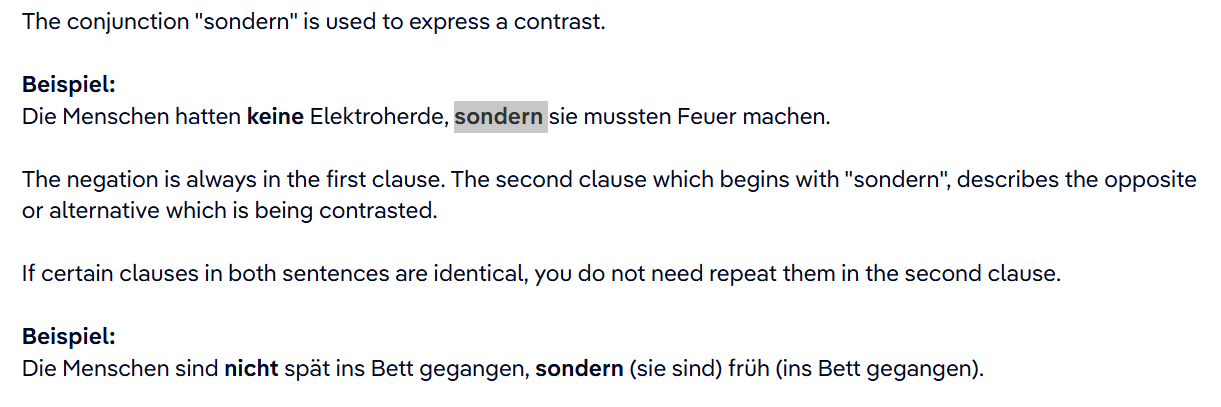 The conjunction "sondern" is used to express a contrast.
Beispiel:
Die Menschen hatten keine Elektroherde, sondern sie mussten Feuer machen.
The negation is always in the first clause. The second clause which begins with "sondern", describes the opposite
or alternative which is being contrasted.
If certain clauses in both sentences are identical, you do not need repeat them in the second clause.
Beispiel:
Die Menschen sind nicht spät ins Bett gegangen, sondern (sie sind) früh (ins Bett gegangen).